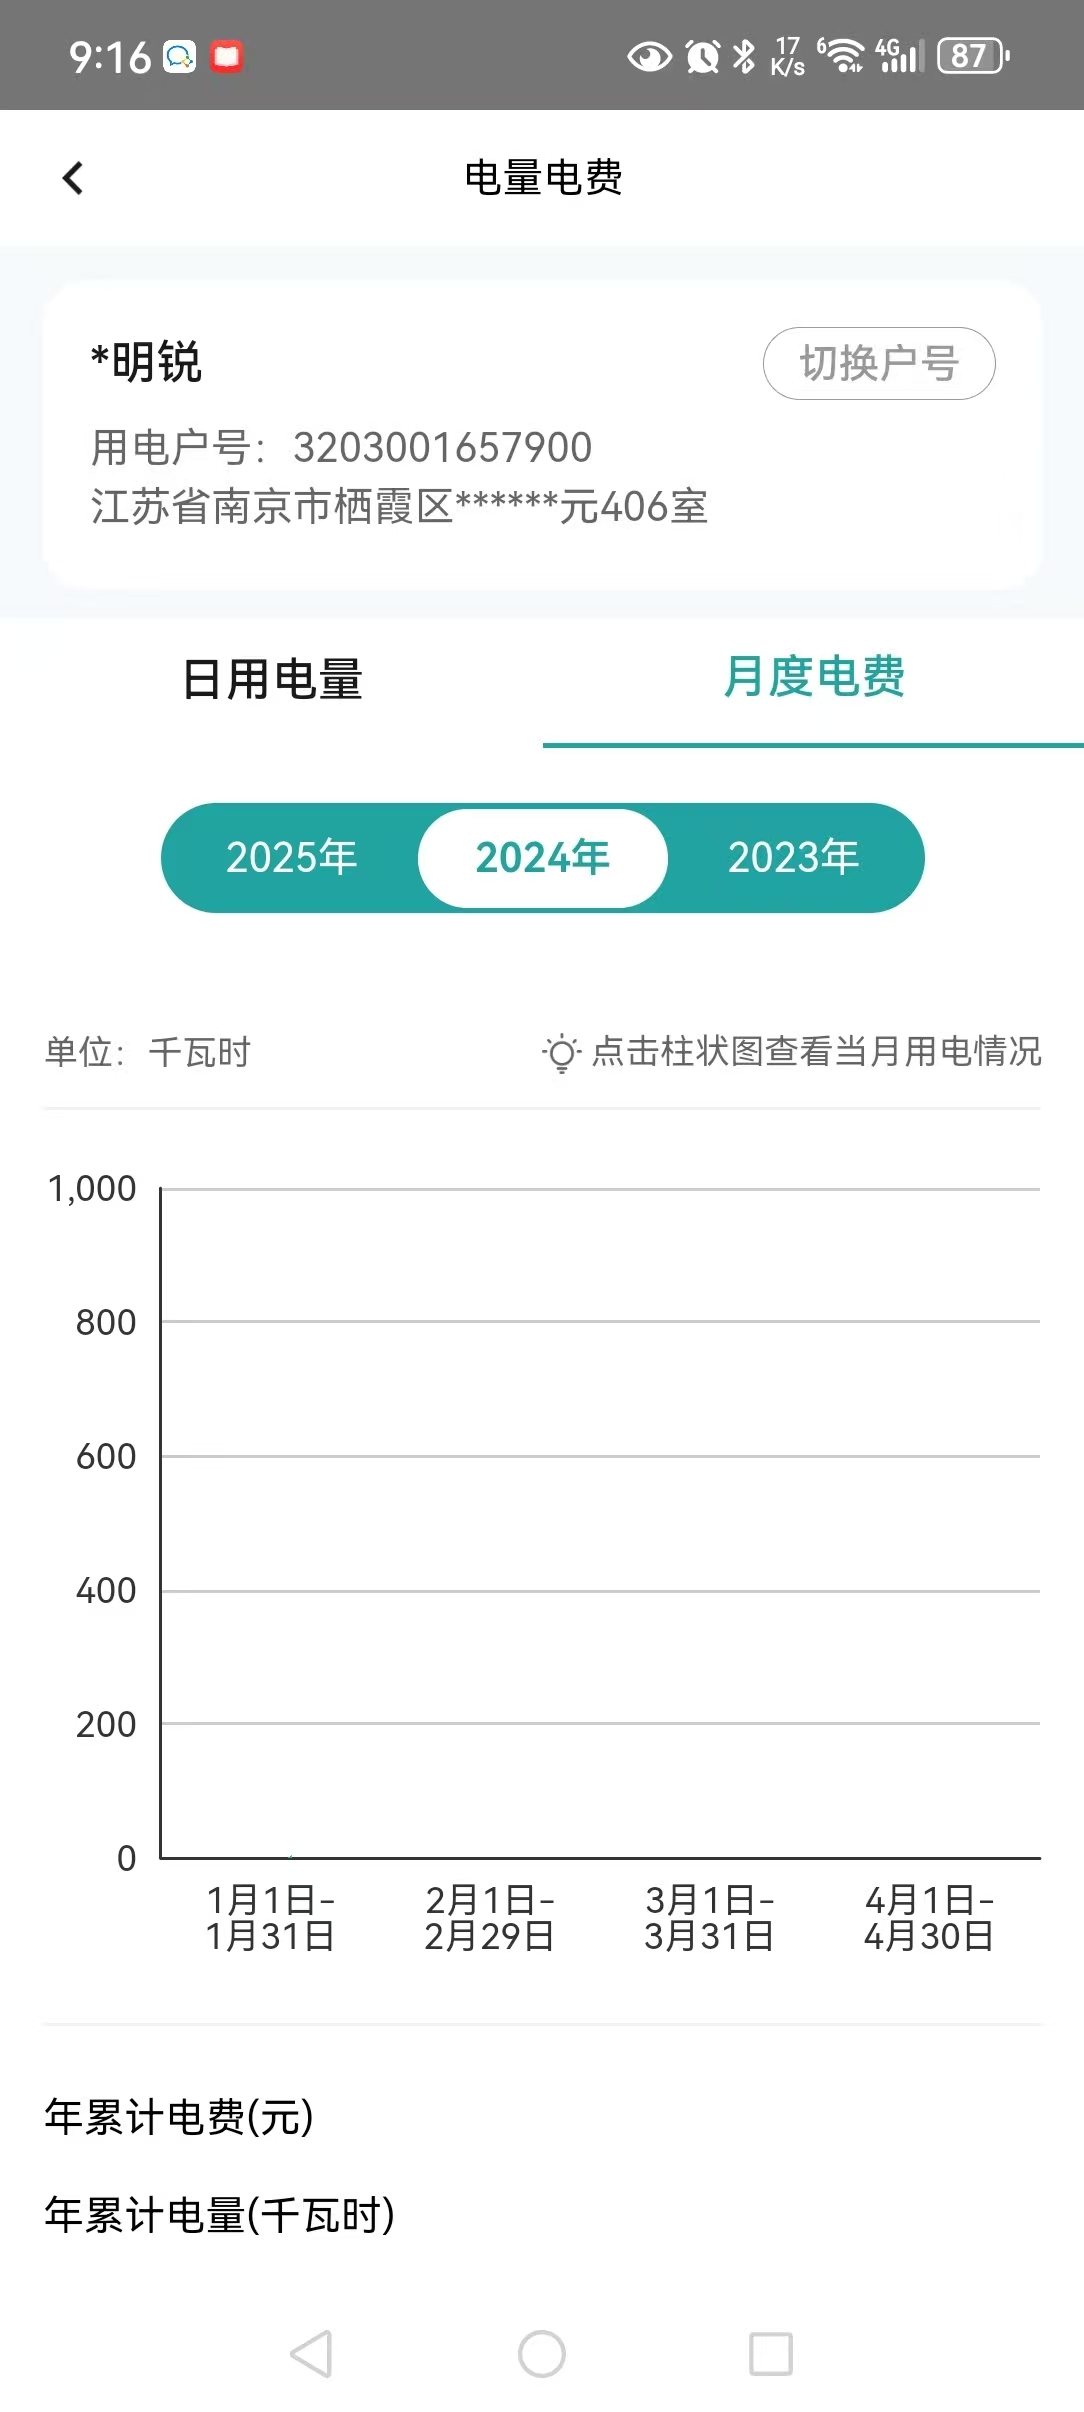 9:16
17 K/s
6
4G
87
电量电费
*明锐
切换户号
用电户号：3203001657900
江苏省南京市栖霞区******元406室
日用电量
月度电费
2025年
2024年
2023年
单位：千瓦时
点击柱状图查看当月用电情况
1,000
800
600
400
200
0
1月1日-
1月31日
2月1日-
2月29日
3月1日-
3月31日
4月1日-
4月30日
年累计电费(元)
年累计电量(千瓦时)